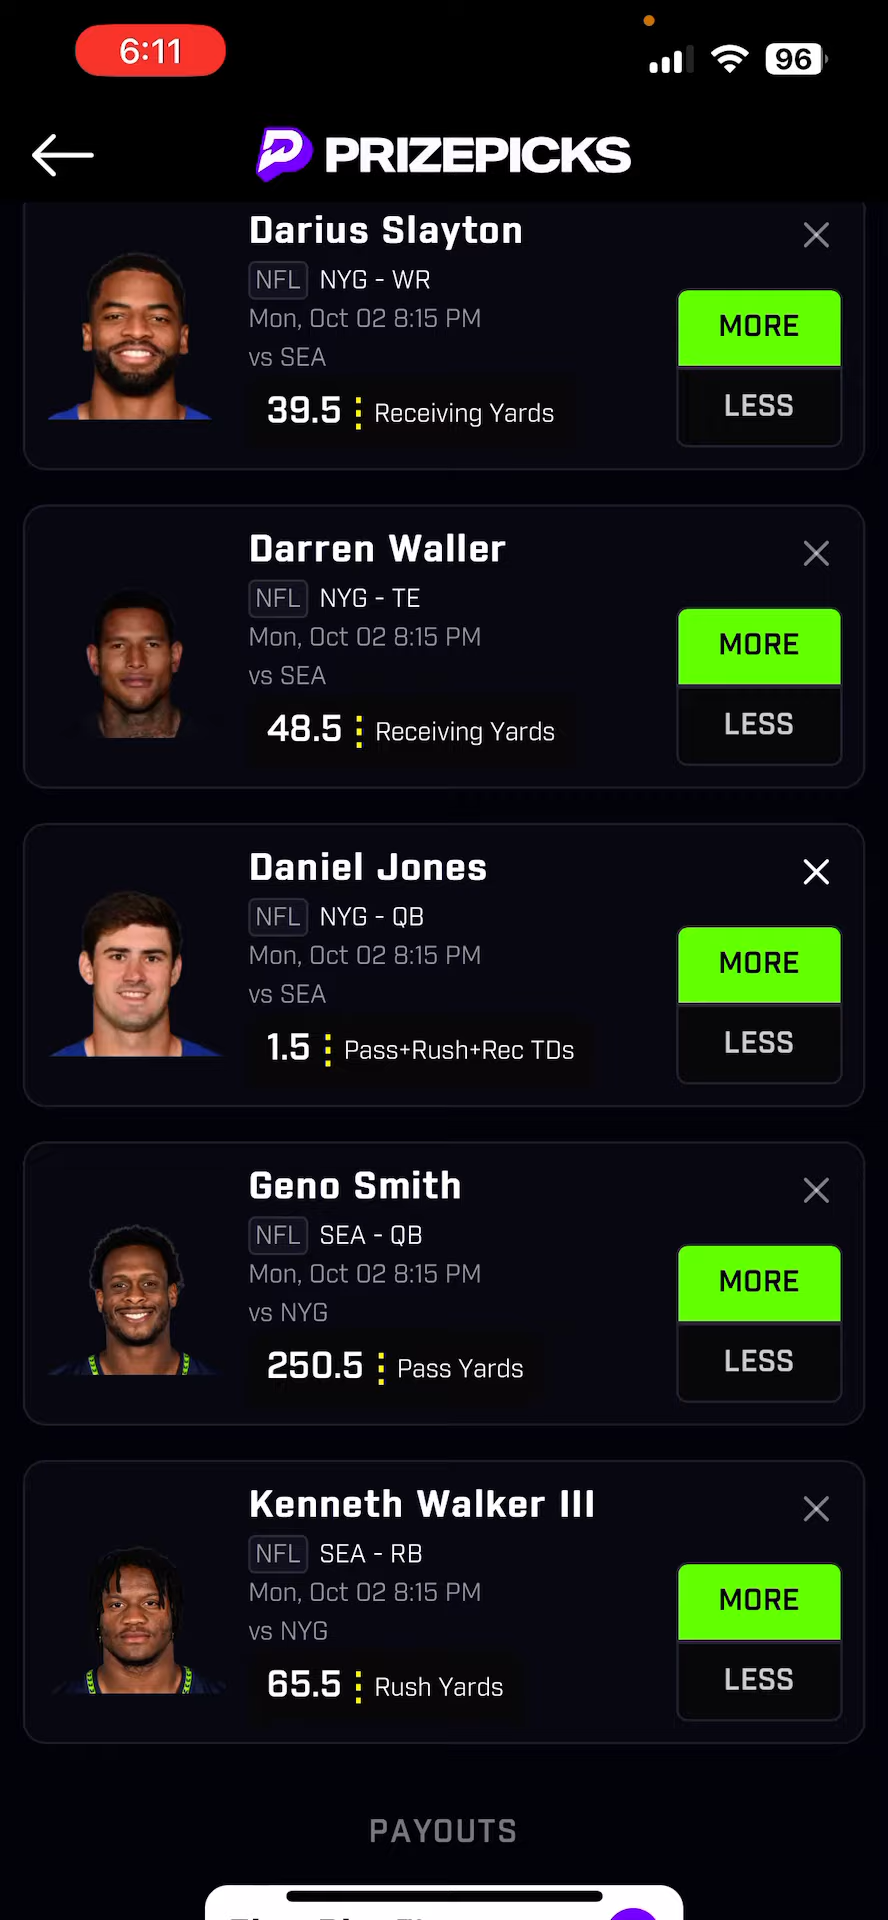 6:11
96
PRIZEPICKS
Darius Slayton
NFL NYG - WR
Mon, Oct 02 8:15 PM
vs SEA
39.5 Receiving Yards
MORE
LESS
Darren Waller
NFL NYG - TE
Mon, Oct 02 8:15 PM
vs SEA
48.5 Receiving Yards
MORE
LESS
Daniel Jones
NFL NYG - QB
Mon, Oct 02 8:15 PM
vs SEA
1.5 Pass+Rush+Rec TDs
MORE
LESS
Geno Smith
NFL SEA - QB
Mon, Oct 02 8:15 PM
vs NYG
250.5 Pass Yards
MORE
LESS
Kenneth Walker III
NFL SEA - RB
Mon, Oct 02 8:15 PM
vs NYG
65.5 Rush Yards
MORE
LESS
PAYOUTS